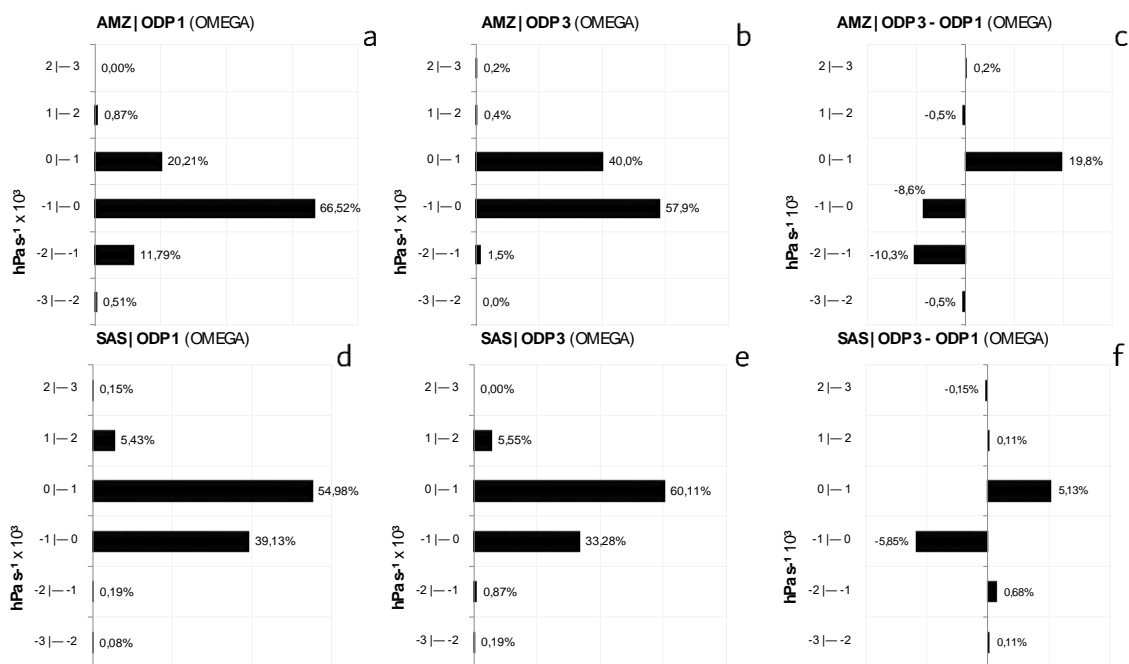 AMZ | ODP 1 (OMEGA)
a
hPa s⁻¹ x 10³
2 |— 3
0,00%
1 |— 2
0,87%
0 |— 1
20,21%
-1 |— 0
66,52%
-2 |— -1
11,79%
-3 |— -2
0,51%
AMZ | ODP 3 (OMEGA)
b
hPa s⁻¹ x 10³
2 |— 3
0,2%
1 |— 2
0,4%
0 |— 1
40,0%
-1 |— 0
57,9%
-2 |— -1
1,5%
-3 |— -2
0,0%
AMZ | ODP3 - ODP1 (OMEGA)
c
hPa s⁻¹ 10³
2 |— 3
0,2%
1 |— 2
-0,5%
0 |— 1
19,8%
-1 |— 0
-8,6%
-2 |— -1
-10,3%
-3 |— -2
-0,5%
SAS | ODP1 (OMEGA)
d
hPa s⁻¹ x 10³
2 |— 3
0,15%
1 |— 2
5,43%
0 |— 1
54,98%
-1 |— 0
39,13%
-2 |— -1
0,19%
-3 |— -2
0,08%
SAS | ODP3 (OMEGA)
e
hPa s⁻¹ x 10³
2 |— 3
0,00%
1 |— 2
5,55%
0 |— 1
60,11%
-1 |— 0
33,28%
-2 |— -1
0,87%
-3 |— -2
0,19%
SAS | ODP3 - ODP1 (OMEGA)
f
hPa s⁻¹ 10³
2 |— 3
-0,15%
1 |— 2
0,11%
0 |— 1
5,13%
-1 |— 0
-5,85%
-2 |— -1
0,68%
-3 |— -2
0,11%